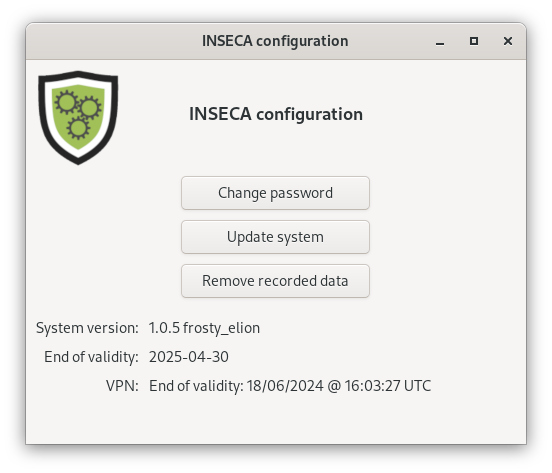 INSECA configuration
INSECA configuration
Change password
Update system
Remove recorded data
System version: 1.0.5 frosty_elion
End of validity: 2025-04-30
VPN: End of validity: 18/06/2024 @ 16:03:27 UTC